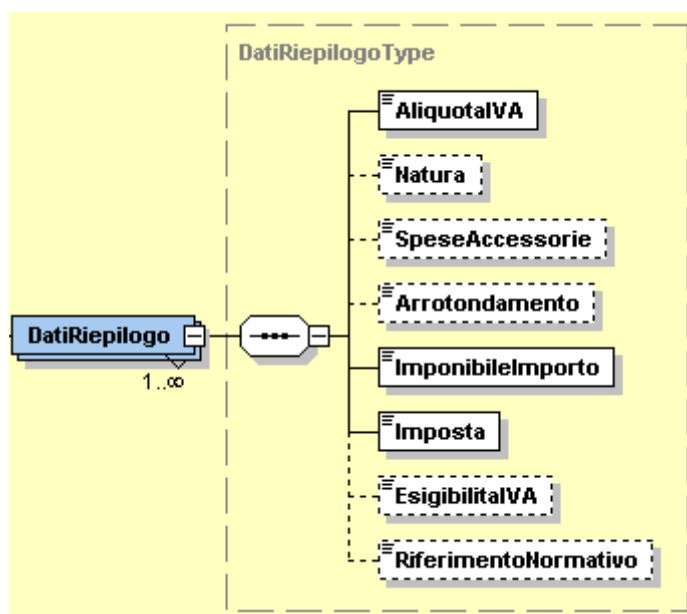 DatiRiepilogoType
AliquotaIVA
Natura
SpeseAccessorie
Arrotondamento
DatiRiepilogo
1..∞
ImponibileImporto
Imposta
EsigibilitaIVA
RiferimentoNormativo